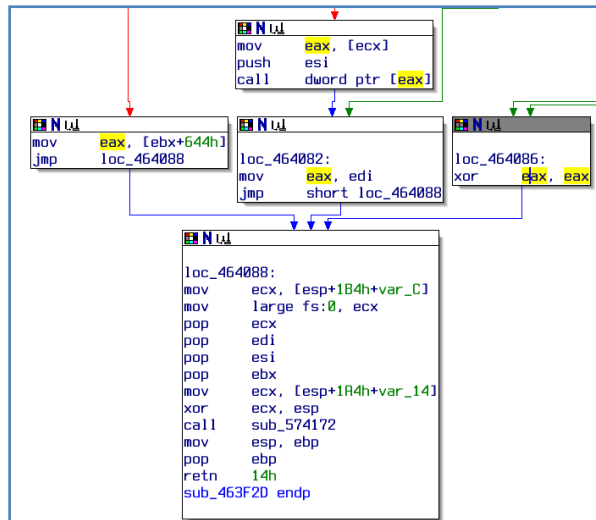 mov eax, [ecx]
push esi
call dword ptr [eax]
mov eax, [ebx+644h]
jmp loc_464088
loc_464082:
mov eax, edi
jmp short loc_464088
loc_464086:
xor eax, eax
loc_464088:
mov ecx, [esp+1B4h+var_C]
mov large fs:0, ecx
pop ecx
pop edi
pop esi
pop ebx
mov ecx, [esp+1A4h+var_14]
xor ecx, esp
call sub_574172
mov esp, ebp
pop ebp
retn 14h
sub_463F2D endp